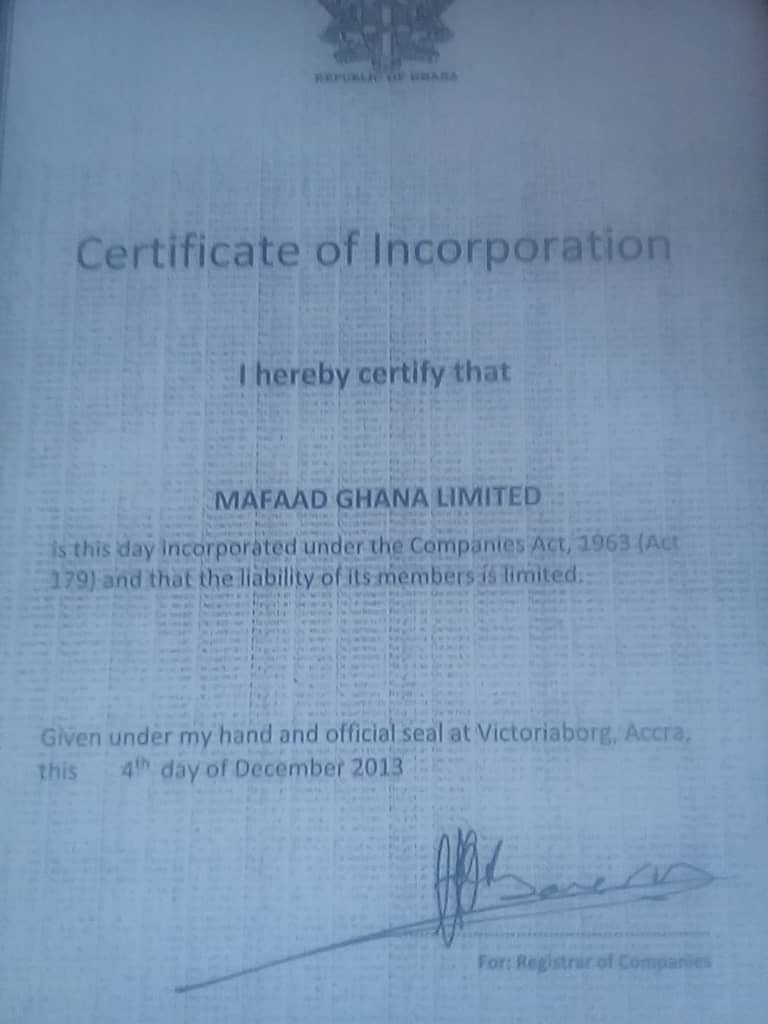 REPUBLIC OF GHANA
Certificate of Incorporation
I hereby certify that
MAFAAD GHANA LIMITED
is this day incorporated under the Companies Act, 1963 (Act
179) and that the liability of its members is limited.
Given under my hand and official seal at Victoriaborg, Accra,
this 4th day of December 2013
For: Registrar of Companies